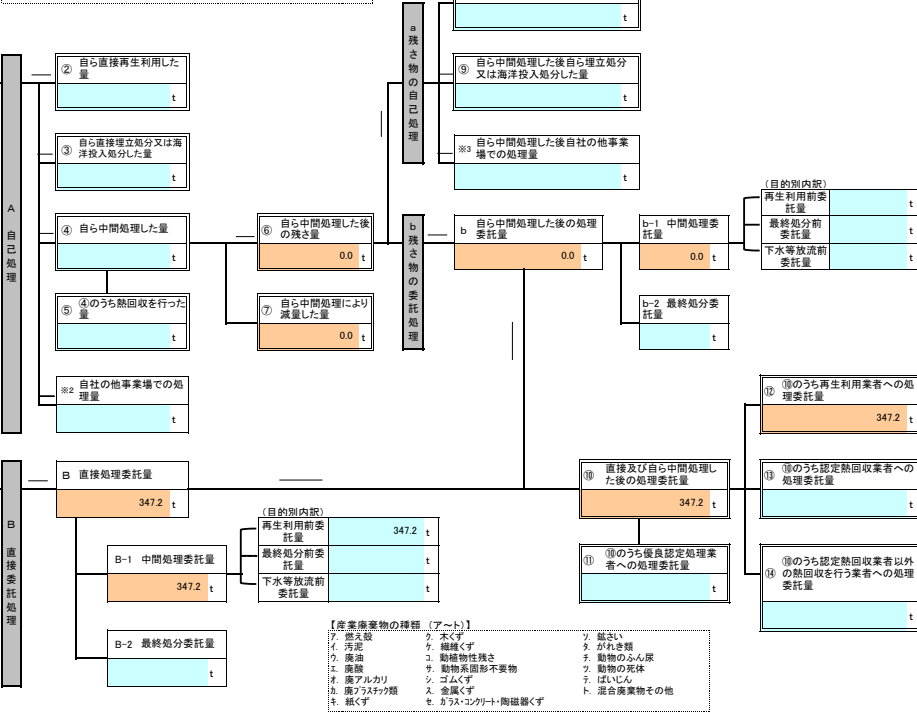 a 残さ物の自己処理
t
A 自己処理
② 自ら直接再生利用した
量
t
③ 自ら直接埋立処分又は海
洋投入処分した量
t
④ 自ら中間処理した量
t
⑤ ④のうち熱回収を行った
量
t
※2 自社の他事業場での処
理量
t
⑥ 自ら中間処理した後
の残さ量
0.0 t
⑦ 自ら中間処理により
減量した量
0.0 t
⑨ 自ら中間処理した後自ら埋立処分
又は海洋投入処分した量
t
※3 自ら中間処理した後自社の他事業
場での処理量
t
b 残さ物の委託処理
b 自ら中間処理した後の処理
委託量
0.0 t
b-1 中間処理委
託量
0.0 t
b-2 最終処分委
託量
t
(目的別内訳)
再生利用前委
託量
t
最終処分前
委託量
t
下水等放流前
委託量
t
B 直接委託処理
B 直接処理委託量
347.2 t
B-1 中間処理委託量
347.2 t
B-2 最終処分委託量
t
(目的別内訳)
再生利用前委
託量
347.2 t
最終処分前委
託量
t
下水等放流前
委託量
t
⑩ 直接及び自ら中間処理し
た後の処理委託量
347.2 t
⑪ ⑩のうち優良認定処理業
者への処理委託量
t
⑫ ⑩のうち再生利用業者への処
理委託量
347.2 t
⑬ ⑩のうち認定熱回収業者への
処理委託量
t
⑭ ⑩のうち認定熱回収業者以外
の熱回収を行う業者への処理
委託量
t
【産業廃棄物の種類 (ア~ト)】
ア. 燃え殻
イ. 汚泥
ウ. 廃油
エ. 廃酸
オ. 廃アルカリ
カ. 廃プラスチック類
キ. 紙くず
ク. 木くず
ケ. 繊維くず
コ. 動植物性残さ
サ. 動物系固形不要物
シ. ゴムくず
ス. 金属くず
セ. ガラス・コンクリート・陶磁器くず
ソ. 鉱さい
タ. がれき類
チ. 動物のふん尿
ツ. 動物の死体
テ. ばいじん
ト. 混合廃棄物その他